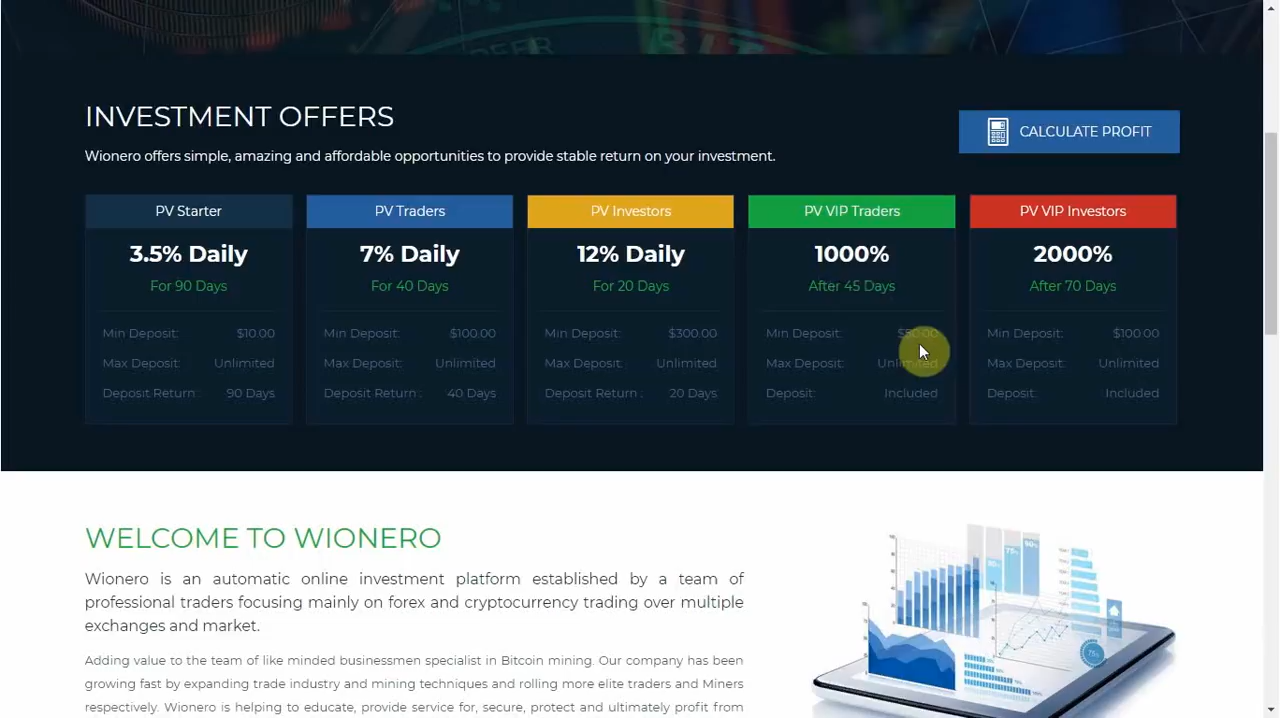 INVESTMENT OFFERS
CALCULATE PROFIT
Wionero offers simple, amazing and affordable opportunities to provide stable return on your investment.
PV Starter
3.5% Daily
For 90 Days
Min Deposit: $10.00
Max Deposit: Unlimited
Deposit Return : 90 Days
PV Traders
7% Daily
For 40 Days
Min Deposit: $100.00
Max Deposit: Unlimited
Deposit Return : 40 Days
PV Investors
12% Daily
For 20 Days
Min Deposit: $300.00
Max Deposit: Unlimited
Deposit Return : 20 Days
PV VIP Traders
1000%
After 45 Days
Min Deposit: $50.00
Max Deposit: Unlimited
Deposit: Included
PV VIP Investors
2000%
After 70 Days
Min Deposit: $100.00
Max Deposit: Unlimited
Deposit: Included
WELCOME TO WIONERO
Wionero is an automatic online investment platform established by a team of
professional traders focusing mainly on forex and cryptocurrency trading over multiple
exchanges and market.
Adding value to the team of like minded businessmen specialist in Bitcoin mining. Our company has been
growing fast by expanding to the industry and mining techniques and rolling more elite traders and Miners
respectively. Wionero is helping to educate, provide service for, secure, protect and ultimately profit from